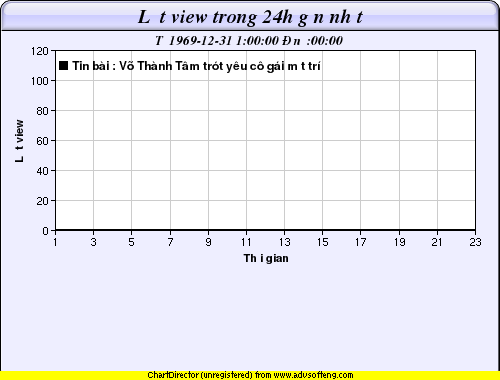 L t view trong 24h g n nh t
T 1969-12-31 1:00:00 Đn :00:00
120
Tin bài : Võ Thành Tâm trót yêu cô gái m t trí
100
80
L t view
60
40
20
0
1 3 5 7 9 11 13 15 17 19 21 23
Th i gian
ChartDirector (unregistered) from www.advsofteng.com